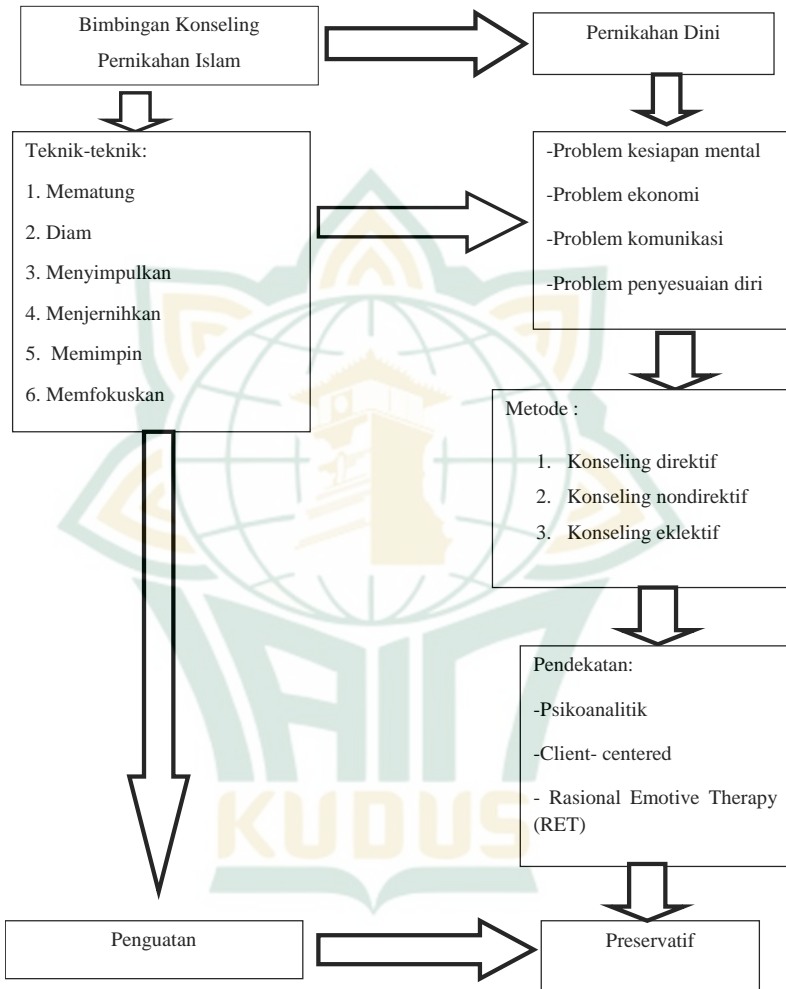 Bimbingan Konseling
Pernikahan Islam
Pernikahan Dini
Teknik-teknik:
1. Mematung
2. Diam
3. Menyimpulkan
4. Menjernihkan
5. Memimpin
6. Memfokuskan
-Problem kesiapan mental
-Problem ekonomi
-Problem komunikasi
-Problem penyesuaian diri
Metode :
1. Konseling direktif
2. Konseling nondirektif
3. Konseling eklektif
Pendekatan:
-Psikoanalitik
-Client- centered
- Rasional Emotive Therapy
(RET)
Penguatan
Preservatif
IAIN
KUDUS